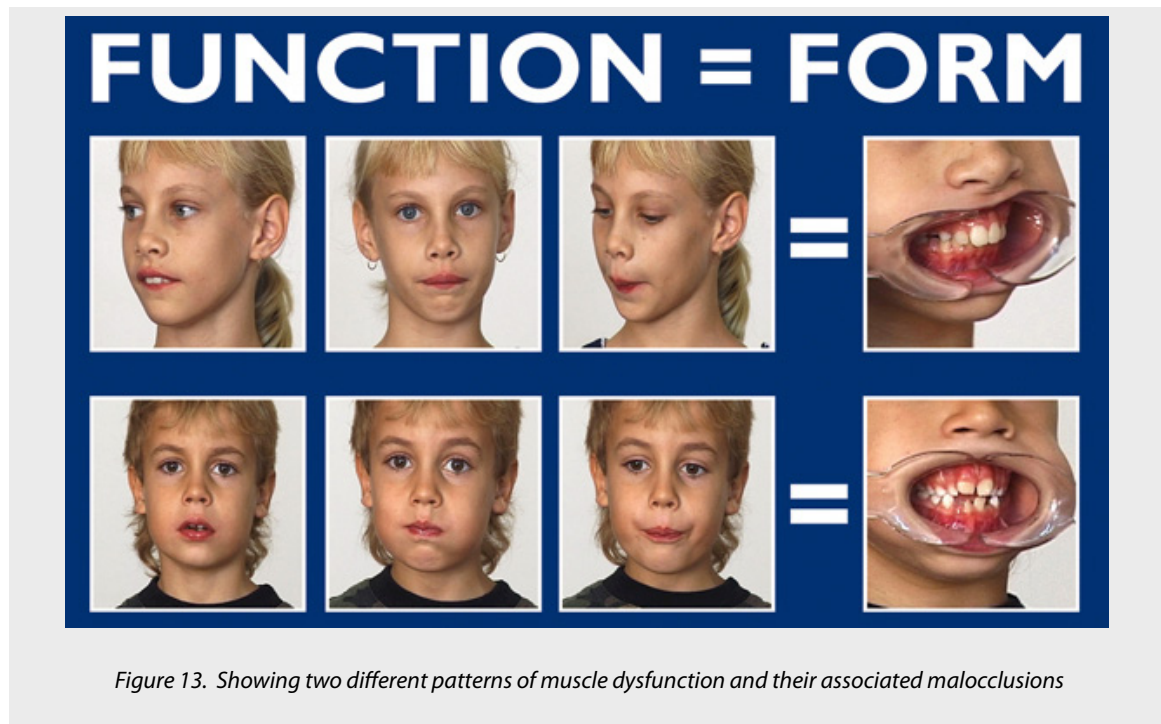 FUNCTION = FORM
=
=
Figure 13. Showing two different patterns of muscle dysfunction and their associated malocclusions